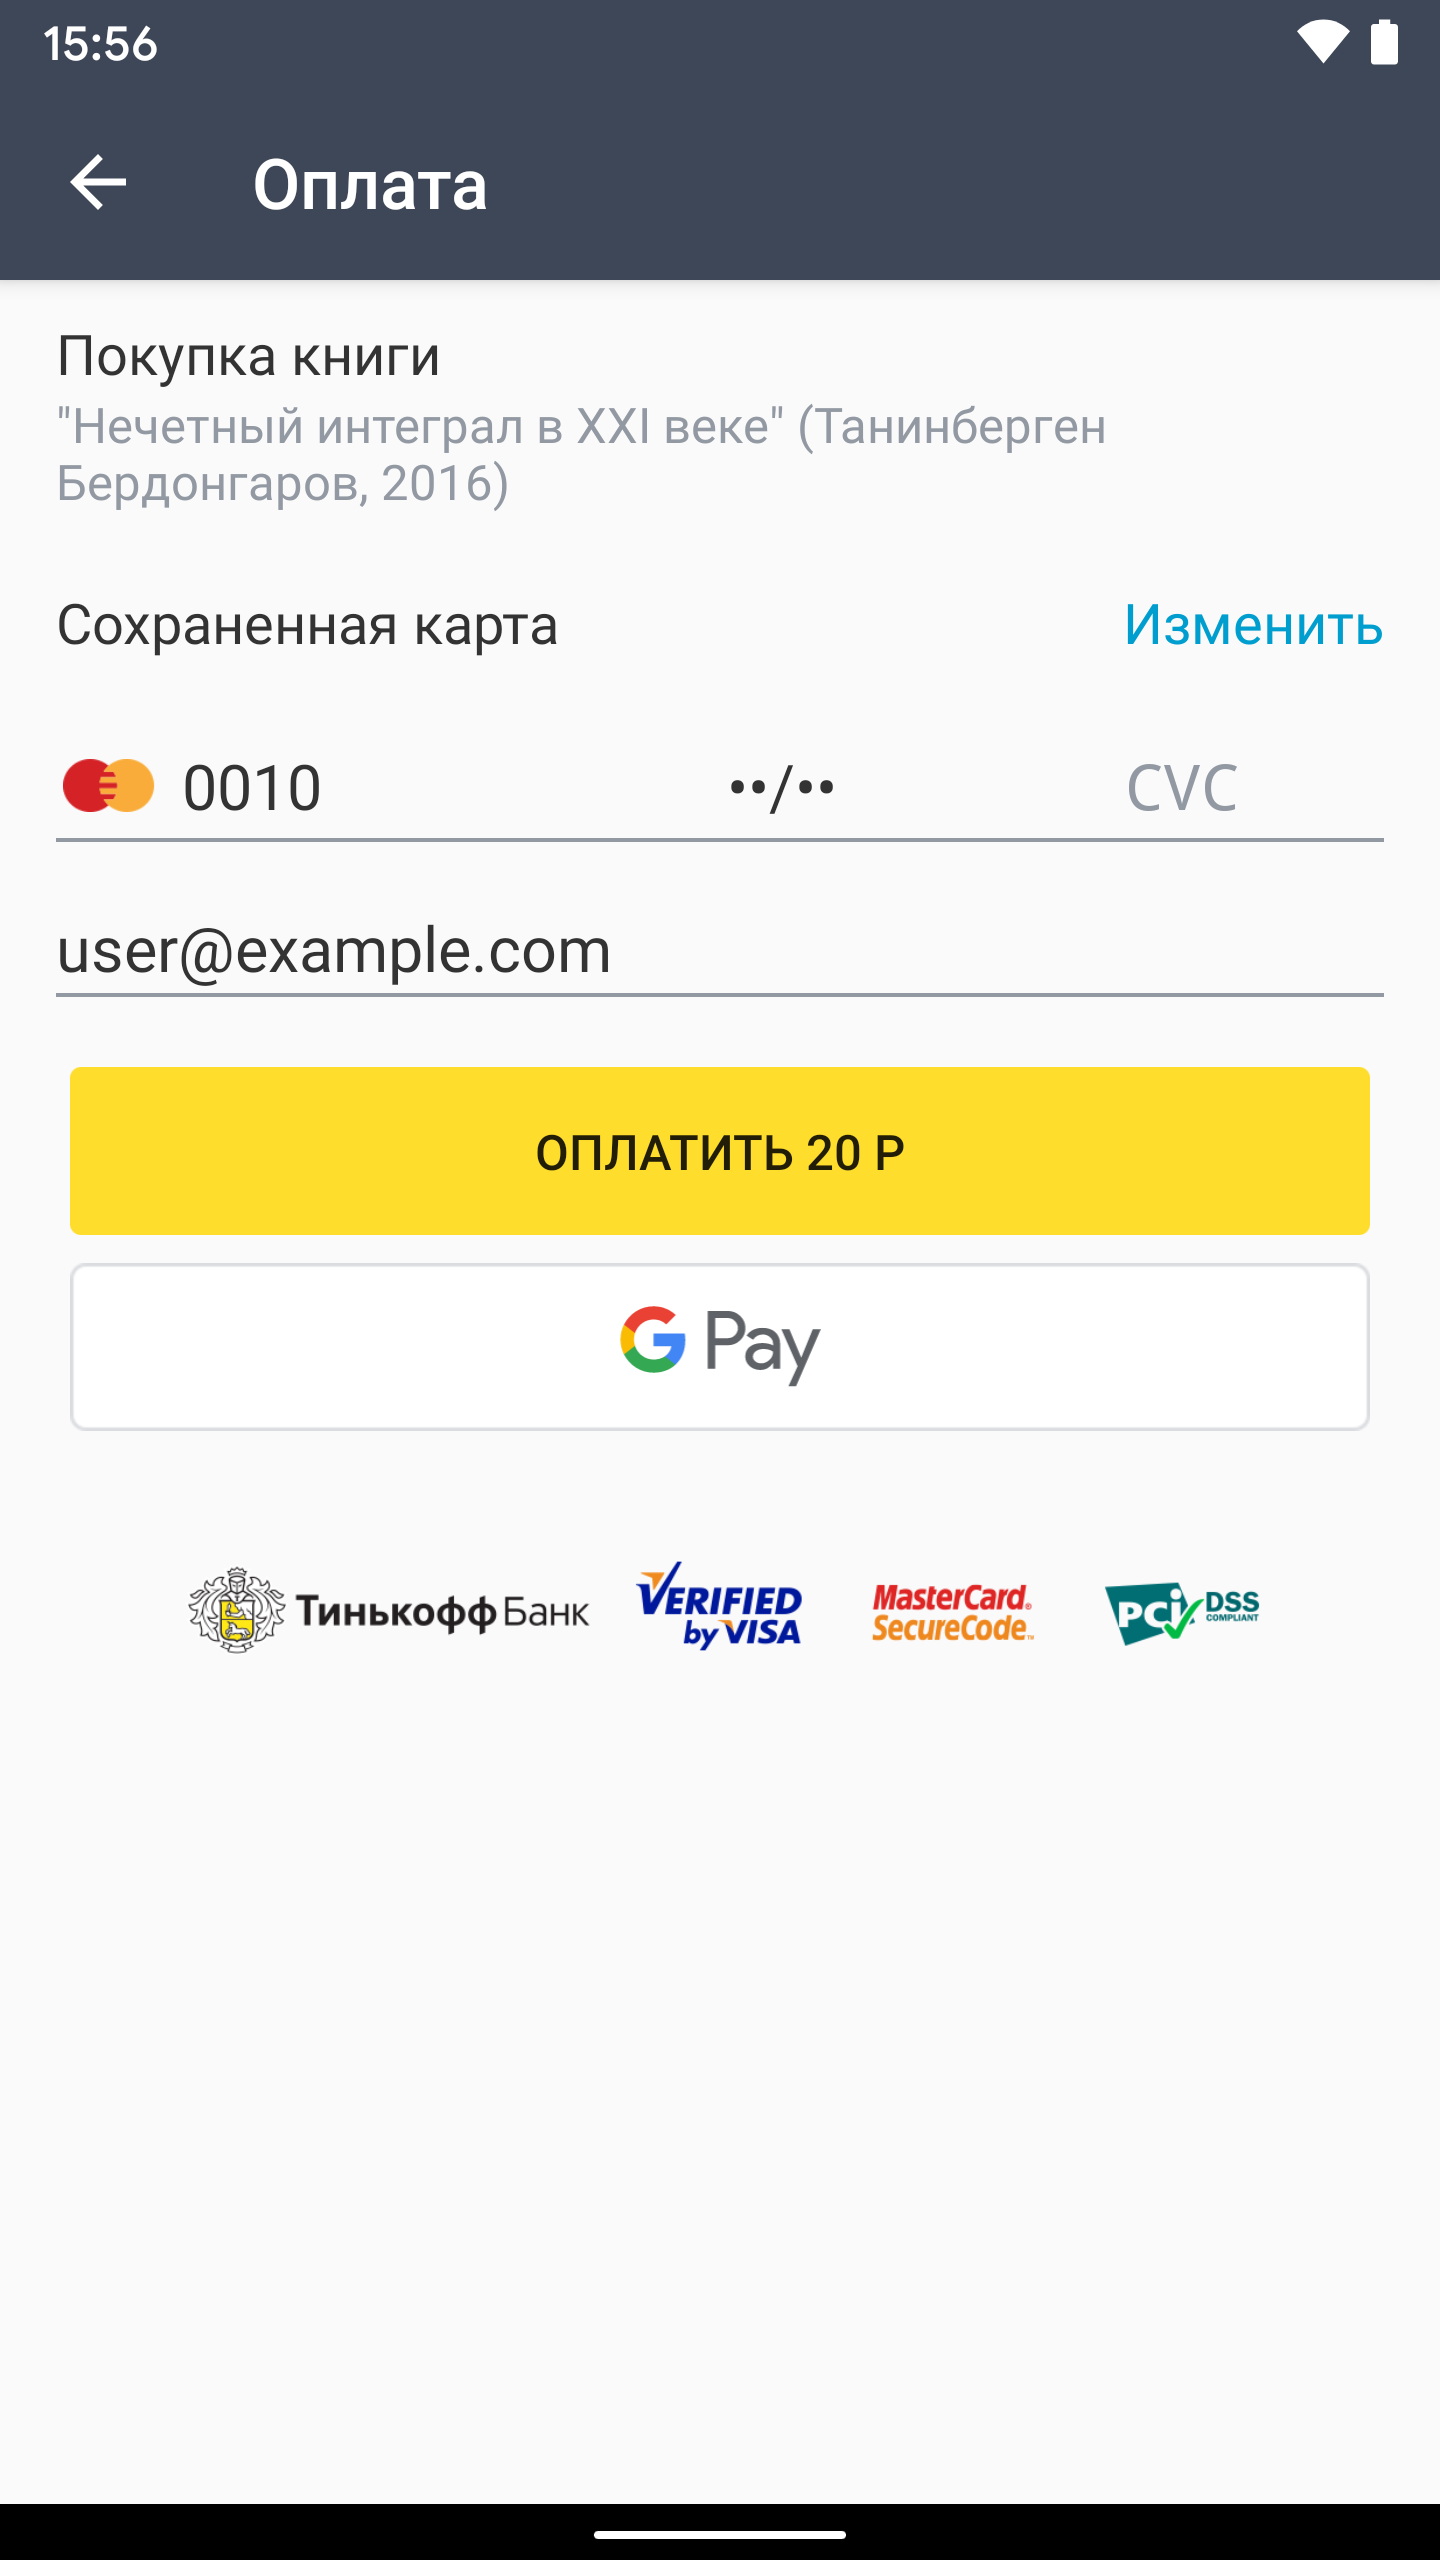 15:56
Оплата
Покупка книги
"Нечетный интеграл в XXI веке" (Танинберген
Бердонгаров, 2016)
Сохраненная карта Изменить
0010 ••/•• CVC
user@example.com
ОПЛАТИТЬ 20 Р
G Pay
Тинькофф Банк
VERIFIED
by VISA
MasterCard®
SecureCode™
PCi DSS
COMPLIANT